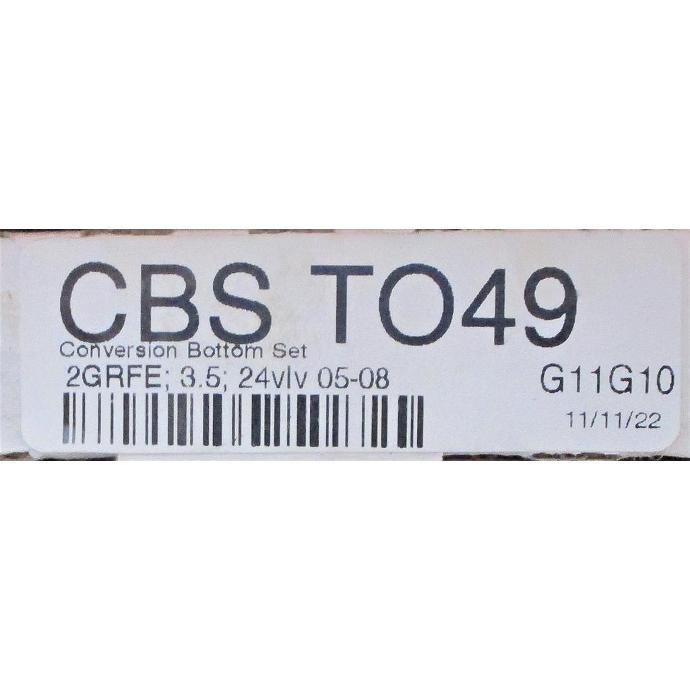 CBS TO49
Conversion Bottom Set
2GRFE; 3.5; 24vlv 05-08
G11G10
11/11/22